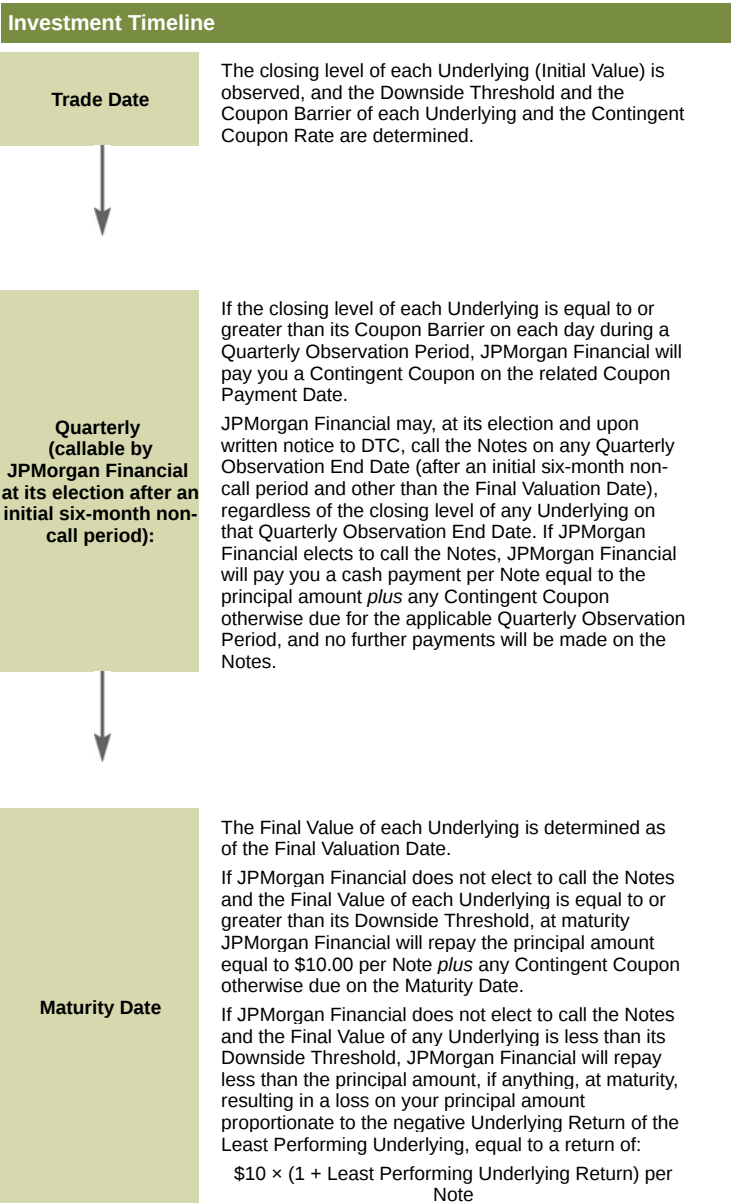 Investment Timeline
Trade Date
The closing level of each Underlying (Initial Value) is
observed, and the Downside Threshold and the
Coupon Barrier of each Underlying and the Contingent
Coupon Rate are determined.
Quarterly
(callable by
JPMorgan Financial
at its election after an
initial six-month non-
call period):
If the closing level of each Underlying is equal to or
greater than its Coupon Barrier on each day during a
Quarterly Observation Period, JPMorgan Financial will
pay you a Contingent Coupon on the related Coupon
Payment Date.
JPMorgan Financial may, at its election and upon
written notice to DTC, call the Notes on any Quarterly
Observation End Date (after an initial six-month non-
call period and other than the Final Valuation Date),
regardless of the closing level of any Underlying on
that Quarterly Observation End Date. If JPMorgan
Financial elects to call the Notes, JPMorgan Financial
will pay you a cash payment per Note equal to the
principal amount plus any Contingent Coupon
otherwise due for the applicable Quarterly Observation
Period, and no further payments will be made on the
Notes.
Maturity Date
The Final Value of each Underlying is determined as
of the Final Valuation Date.
If JPMorgan Financial does not elect to call the Notes
and the Final Value of each Underlying is equal to or
greater than its Downside Threshold, at maturity
JPMorgan Financial will repay the principal amount
equal to $10.00 per Note plus any Contingent Coupon
otherwise due on the Maturity Date.
If JPMorgan Financial does not elect to call the Notes
and the Final Value of any Underlying is less than its
Downside Threshold, JPMorgan Financial will repay
less than the principal amount, if anything, at maturity,
resulting in a loss on your principal amount
proportionate to the negative Underlying Return of the
Least Performing Underlying, equal to a return of:
$10 × (1 + Least Performing Underlying Return) per
Note